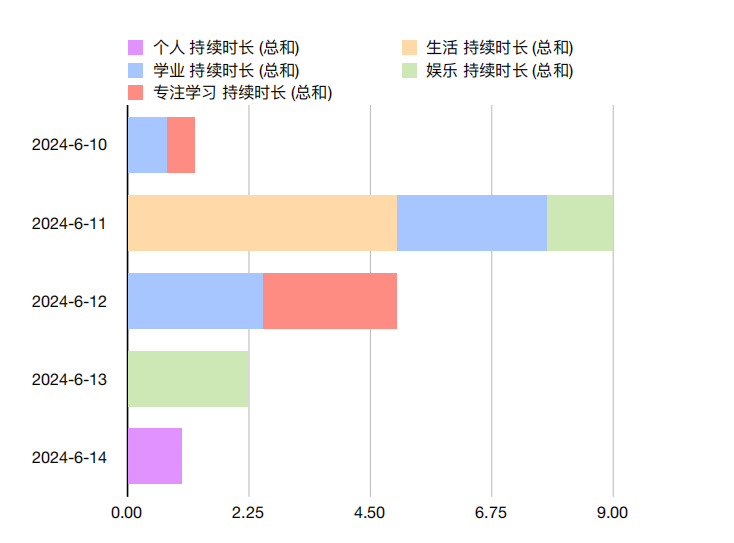 个人 持续时长 (总和)
生活 持续时长 (总和)
学业 持续时长 (总和)
娱乐 持续时长 (总和)
专注学习 持续时长 (总和)
2024-6-10
2024-6-11
2024-6-12
2024-6-13
2024-6-14
0.00 2.25 4.50 6.75 9.00